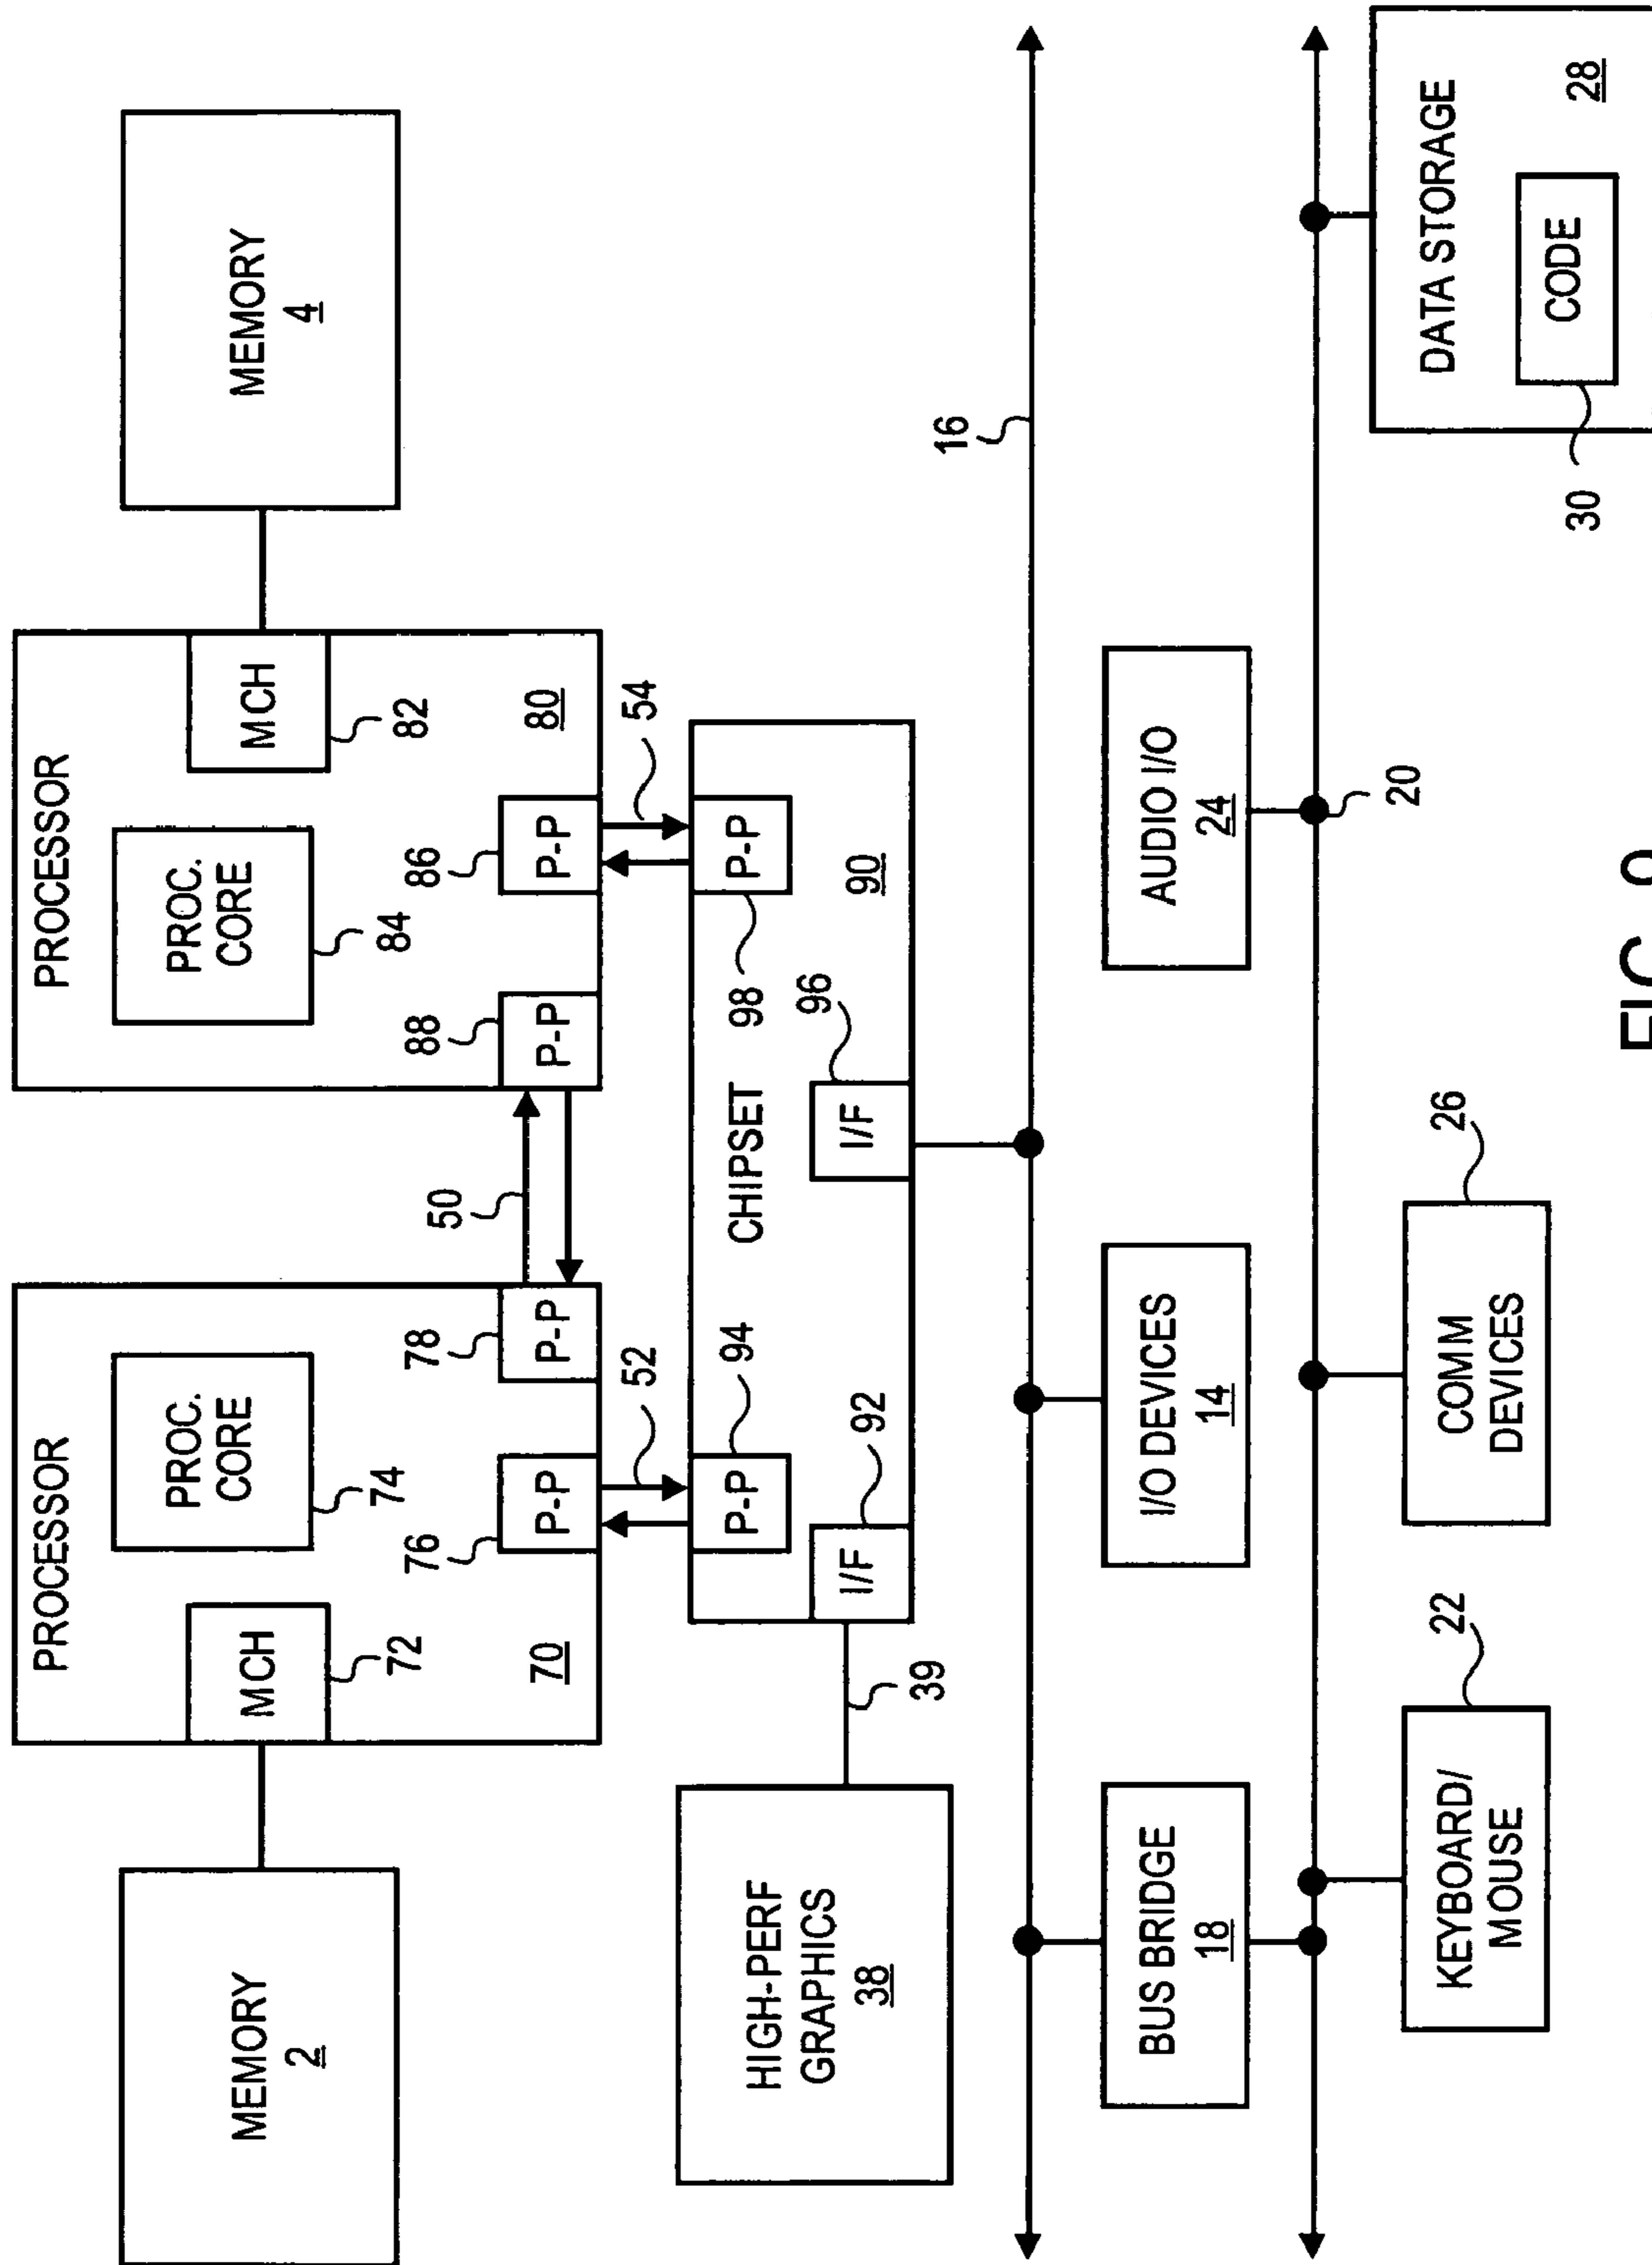 MEMORY
2
PROCESSOR
MCH
72
PROC.
CORE
74
70
76
P-P
78
P-P
50
PROCESSOR
PROC.
CORE
84
MCH
82
88
P-P
86
P-P
80
MEMORY
4
52
54
HIGH-PERF
GRAPHICS
38
39
P-P
94
I/F
92
CHIPSET
98
P-P
90
I/F
96
16
BUS BRIDGE
18
I/O DEVICES
14
AUDIO I/O
24
20
KEYBOARD/
MOUSE
22
COMM
DEVICES
26
DATA STORAGE
CODE
28
30
FIG